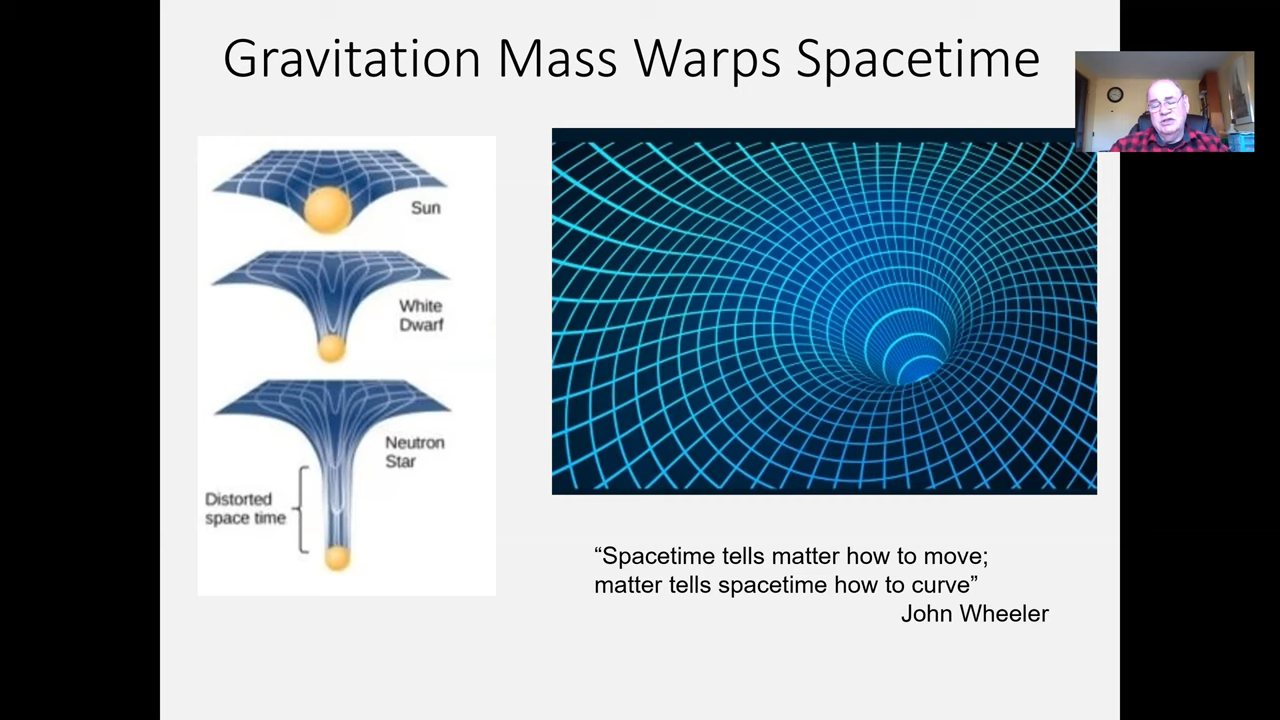 Gravitation Mass Warps Spacetime
Sun
White
Dwarf
Neutron
Star
Distorted
space time
“Spacetime tells matter how to move;
matter tells spacetime how to curve”
John Wheeler